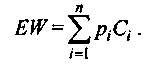 EW = \sum_{i=1}^{n} p_i C_i .